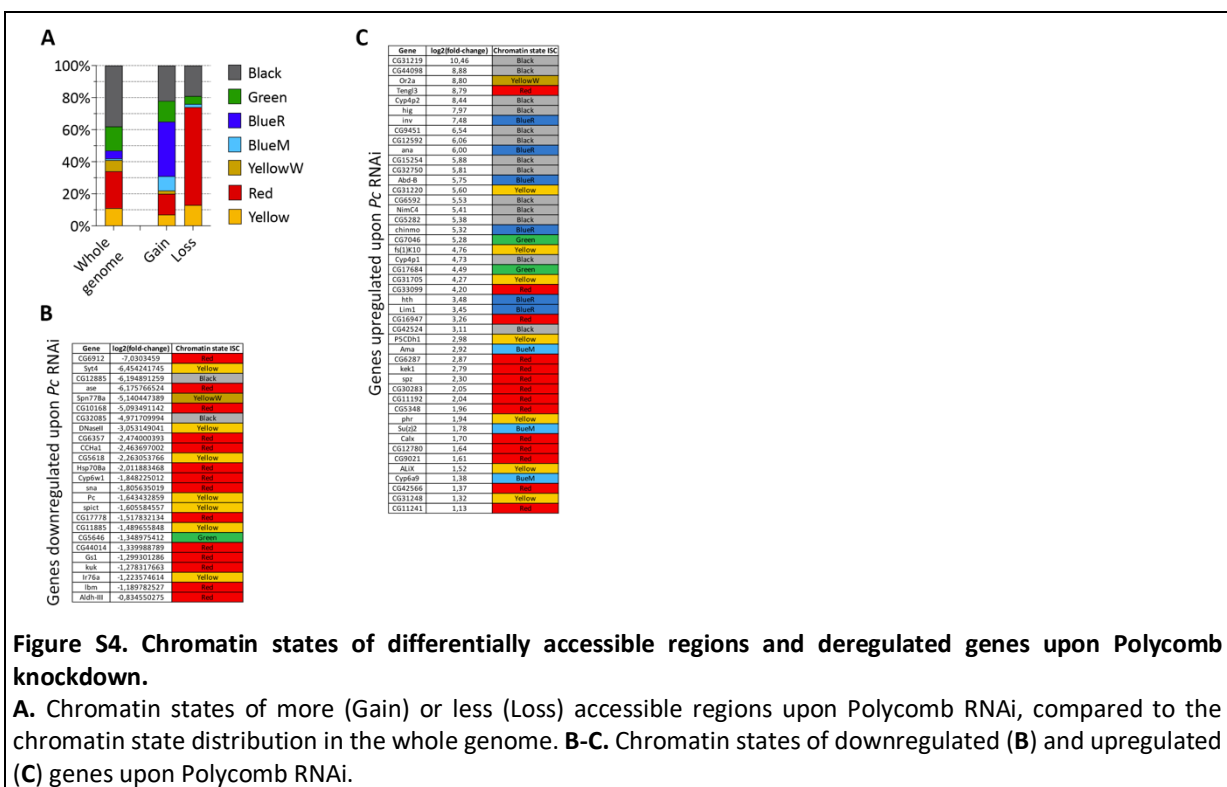 A
100%
80%
60%
40%
20%
0%
Whole genome
Gain
Loss
Black
Green
BlueR
BlueM
YellowW
Red
Yellow
B
Genes downregulated upon Pc RNAi
Gene log2(fold-change) Chromatin state ISC
CG6912 -7,0303459 Red
Syt4 -6,454241745 Yellow
CG12885 -6,194891259 Black
ase -6,175766524 Red
Spn77Ba -5,140447389 YellowW
CG10168 -5,093491142 Red
CG32085 -4,971709994 Black
DNaseII -3,053149041 Yellow
CG6357 -2,474000393 Red
CCHa1 -2,463697002 Red
CG5618 -2,263053766 Yellow
Hsp70Ba -2,011883468 Red
Cyp6w1 -1,848225012 Red
sna -1,805635019 Red
Pc -1,643432859 Yellow
spict -1,605584557 Yellow
CG17778 -1,517832134 Red
CG11885 -1,489655848 Yellow
CG5646 -1,348975412 Green
CG44014 -1,339988789 Red
Gs1 -1,299301286 Red
kuk -1,278317663 Red
Ir76a -1,223574614 Yellow
lbm -1,189782527 Red
Aldh-III -0,834550275 Red
C
Genes upregulated upon Pc RNAi
Gene log2(fold-change) Chromatin state ISC
CG31219 10,46 Black
CG44098 8,88 Black
Or2a 8,80 YellowW
Tengl3 8,79 Red
Cyp4p2 8,44 Black
hig 7,97 Black
inv 7,48 BlueR
CG9451 6,54 Black
CG12592 6,06 Black
ana 6,00 BlueR
CG15254 5,88 Black
CG32750 5,81 Black
Abd-B 5,75 BlueR
CG31220 5,60 Yellow
CG6592 5,53 Black
NimC4 5,41 Black
CG5282 5,38 Black
chinmo 5,32 BlueR
CG7046 5,28 Green
fs(1)K10 4,76 Yellow
Cyp4p1 4,73 Black
CG17684 4,49 Green
CG31705 4,27 Yellow
CG33099 4,20 Red
hth 3,48 BlueR
Lim1 3,45 BlueR
CG16947 3,26 Red
CG42524 3,11 Black
P5CDh1 2,98 Yellow
Ama 2,92 BueM
CG6287 2,87 Red
kek1 2,79 Red
spz 2,30 Red
CG30283 2,05 Red
CG11192 2,04 Red
CG5348 1,96 Red
phr 1,94 Yellow
Su(z)2 1,78 BueM
Calx 1,70 Red
CG12780 1,64 Red
CG9021 1,61 Red
ALiX 1,52 Yellow
Cyp6a9 1,38 BueM
CG42566 1,37 Red
CG31248 1,32 Yellow
CG11241 1,13 Red
Figure S4. Chromatin states of differentially accessible regions and deregulated genes upon Polycomb
knockdown.
A. Chromatin states of more (Gain) or less (Loss) accessible regions upon Polycomb RNAi, compared to the
chromatin state distribution in the whole genome. B-C. Chromatin states of downregulated (B) and upregulated
(C) genes upon Polycomb RNAi.